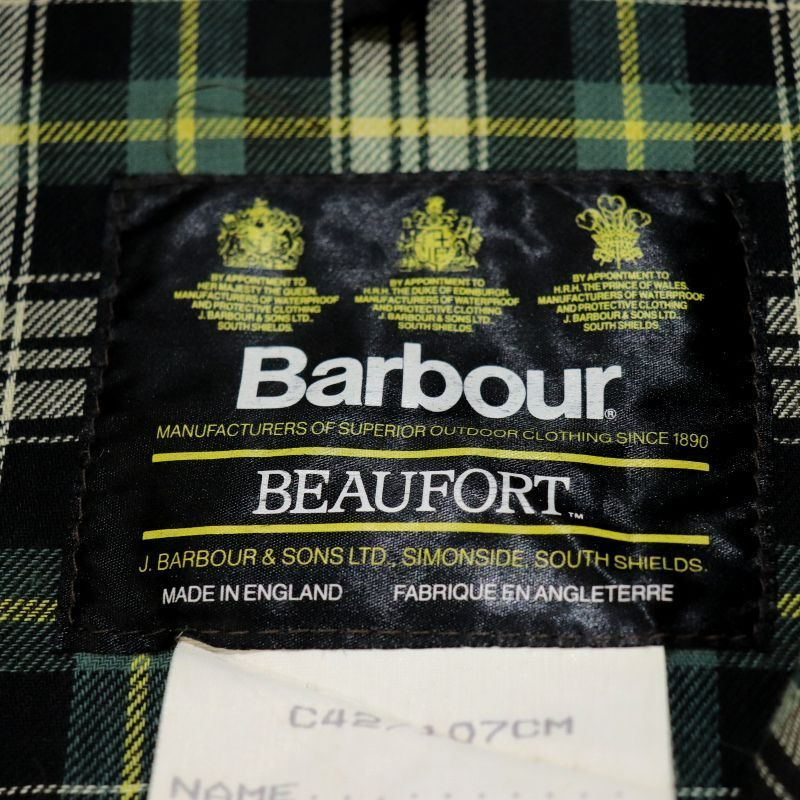 BY APPOINTMENT TO
HER MAJESTY THE QUEEN.
MANUFACTURERS OF WATERPROOF
AND PROTECTIVE CLOTHING
J. BARBOUR & SONS LTD.
SOUTH SHIELDS.
BY APPOINTMENT TO
H.R.H. THE DUKE OF EDINBURGH.
MANUFACTURERS OF WATERPROOF
AND PROTECTIVE CLOTHING
J. BARBOUR & SONS LTD.
SOUTH SHIELDS.
BY APPOINTMENT TO
H.R.H. THE PRINCE OF WALES.
MANUFACTURERS OF WATERPROOF
AND PROTECTIVE CLOTHING
J. BARBOUR & SONS LTD.
SOUTH SHIELDS.
Barbour®
MANUFACTURERS OF SUPERIOR OUTDOOR CLOTHING SINCE 1890
BEAUFORT™
J. BARBOUR & SONS LTD., SIMONSIDE, SOUTH SHIELDS.
MADE IN ENGLAND FABRIQUE EN ANGLETERRE
C42/107CM
NAME..........